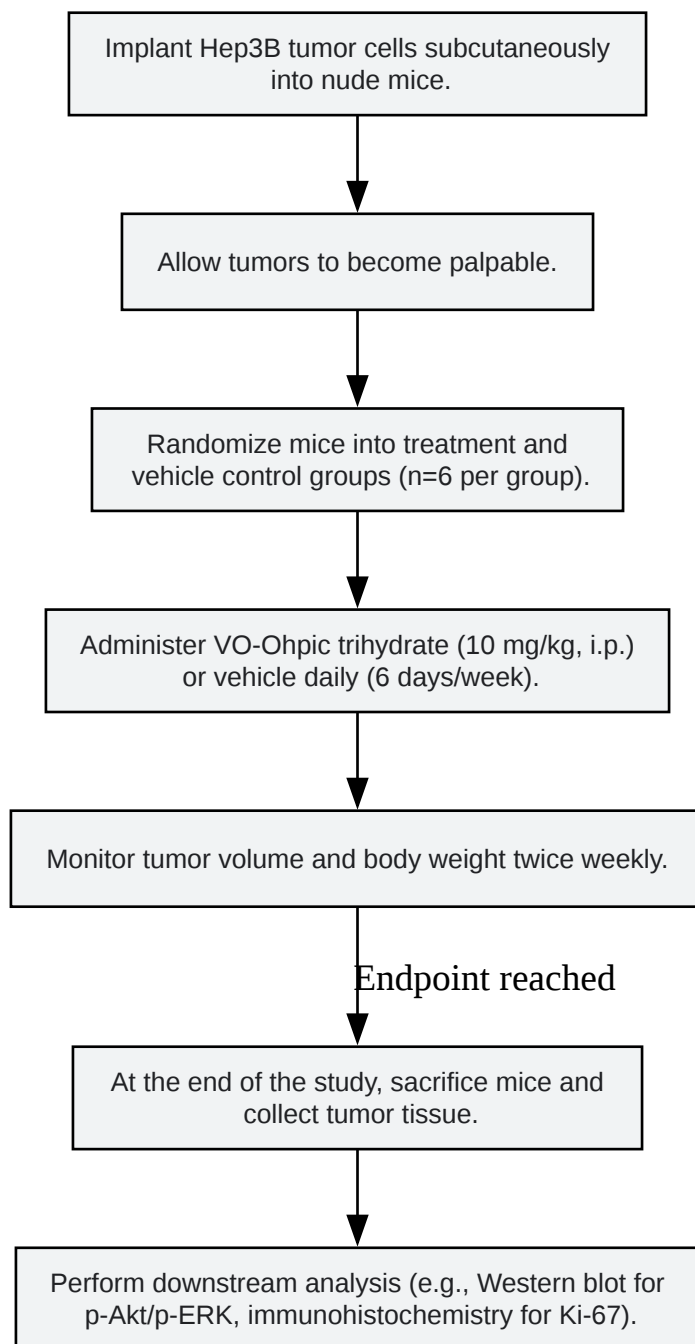 Implant Hep3B tumor cells subcutaneously
into nude mice.
Allow tumors to become palpable.
Randomize mice into treatment and
vehicle control groups (n=6 per group).
Administer VO-Ohpic trihydrate (10 mg/kg, i.p.)
or vehicle daily (6 days/week).
Monitor tumor volume and body weight twice weekly.
Endpoint reached
At the end of the study, sacrifice mice and
collect tumor tissue.
Perform downstream analysis (e.g., Western blot for
p-Akt/p-ERK, immunohistochemistry for Ki-67).